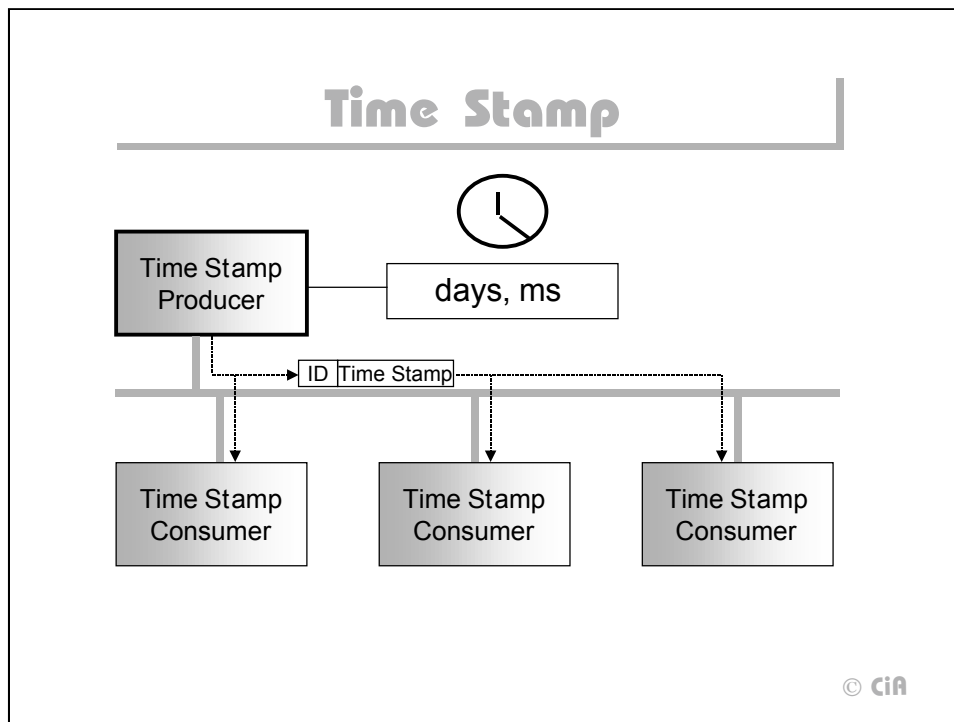 Time Stamp
Time Stamp
Producer
days, ms
ID Time Stamp
Time Stamp
Consumer
Time Stamp
Consumer
Time Stamp
Consumer
© CiA